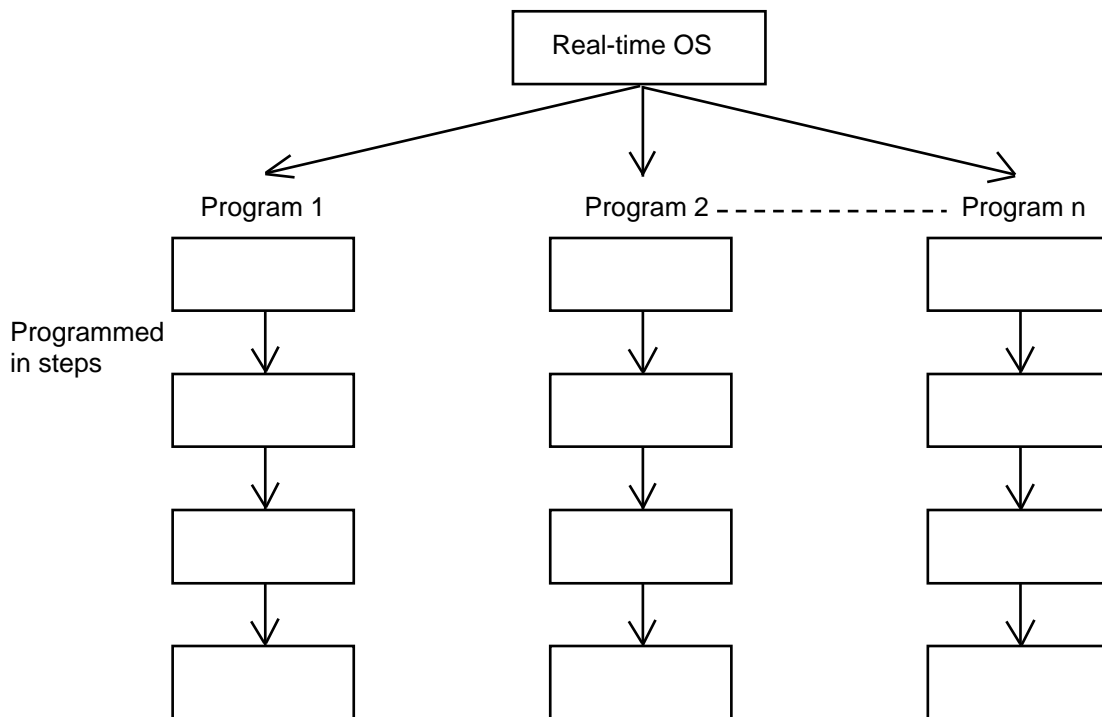 Real-time OS
Program 1
Program 2
Program n
Programmed
in steps